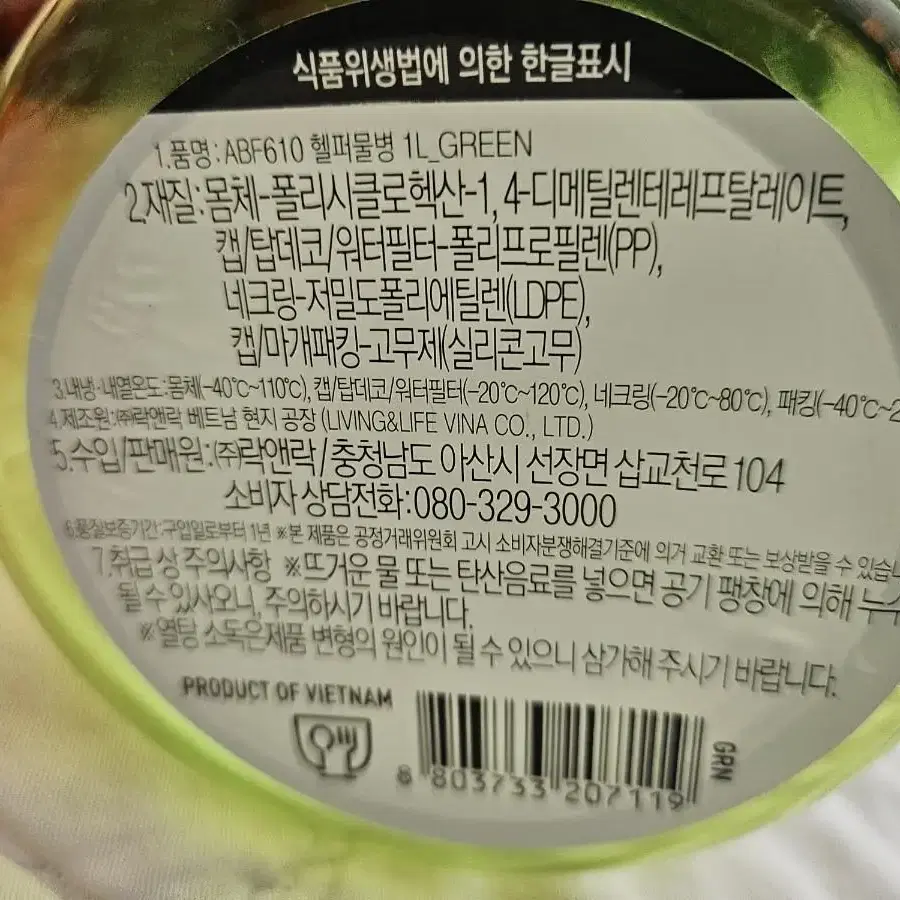 식품위생법에 의한 한글표시
1.품명:ABF610 헬퍼물병 1L_GREEN
2.재질:몸체-폴리시클로헥산-1, 4-디메틸렌테레프탈레이트,
캡/탑데코/워터필터-폴리프로필렌(PP),
네크링-저밀도폴리에틸렌(LDPE),
캡/마개패킹-고무제(실리콘고무)
3.내냉·내열온도:몸체(-40℃~110℃), 캡/탑데코/워터필터(-20℃~120℃), 네크링(-20℃~80℃), 패킹(-40℃~2
4.제조원:㈜락앤락 베트남 현지 공장 (LIVING&LIFE VINA CO., LTD.)
5.수입/판매원:㈜락앤락/충청남도 아산시 선장면 삽교천로 104
소비자 상담전화:080-329-3000
6.품질보증기간:구입일로부터 1년 ※본 제품은 공정거래위원회 고시 소비자분쟁해결기준에 의거 교환 또는 보상받을 수 있습
7.취급 상 주의사항 ※뜨거운 물 또는 탄산음료를 넣으면 공기 팽창에 의해 누수
될 수 있사오니, 주의하시기 바랍니다.
※열탕 소독은제품 변형의 원인이 될 수 있으니 삼가해 주시기 바랍니다.
PRODUCT OF VIETNAM
GRN
8 803733 207119